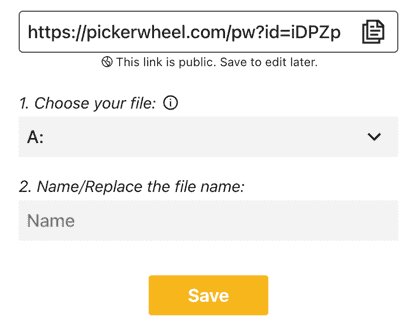 https://pickerwheel.com/pw?id=iDPZp
This link is public. Save to edit later.
1. Choose your file:
A:
2. Name/Replace the file name:
Name
Save